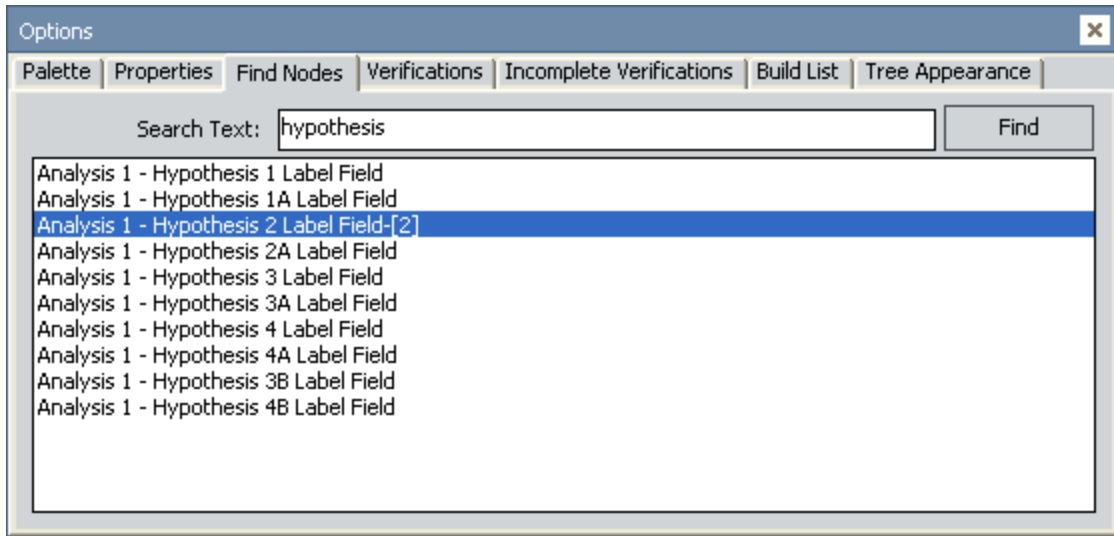 Options
Palette Properties Find Nodes Verifications Incomplete Verifications Build List Tree Appearance
Search Text: hypothesis Find
Analysis 1 - Hypothesis 1 Label Field
Analysis 1 - Hypothesis 1A Label Field
Analysis 1 - Hypothesis 2 Label Field-[2]
Analysis 1 - Hypothesis 2A Label Field
Analysis 1 - Hypothesis 3 Label Field
Analysis 1 - Hypothesis 3A Label Field
Analysis 1 - Hypothesis 4 Label Field
Analysis 1 - Hypothesis 4A Label Field
Analysis 1 - Hypothesis 3B Label Field
Analysis 1 - Hypothesis 4B Label Field